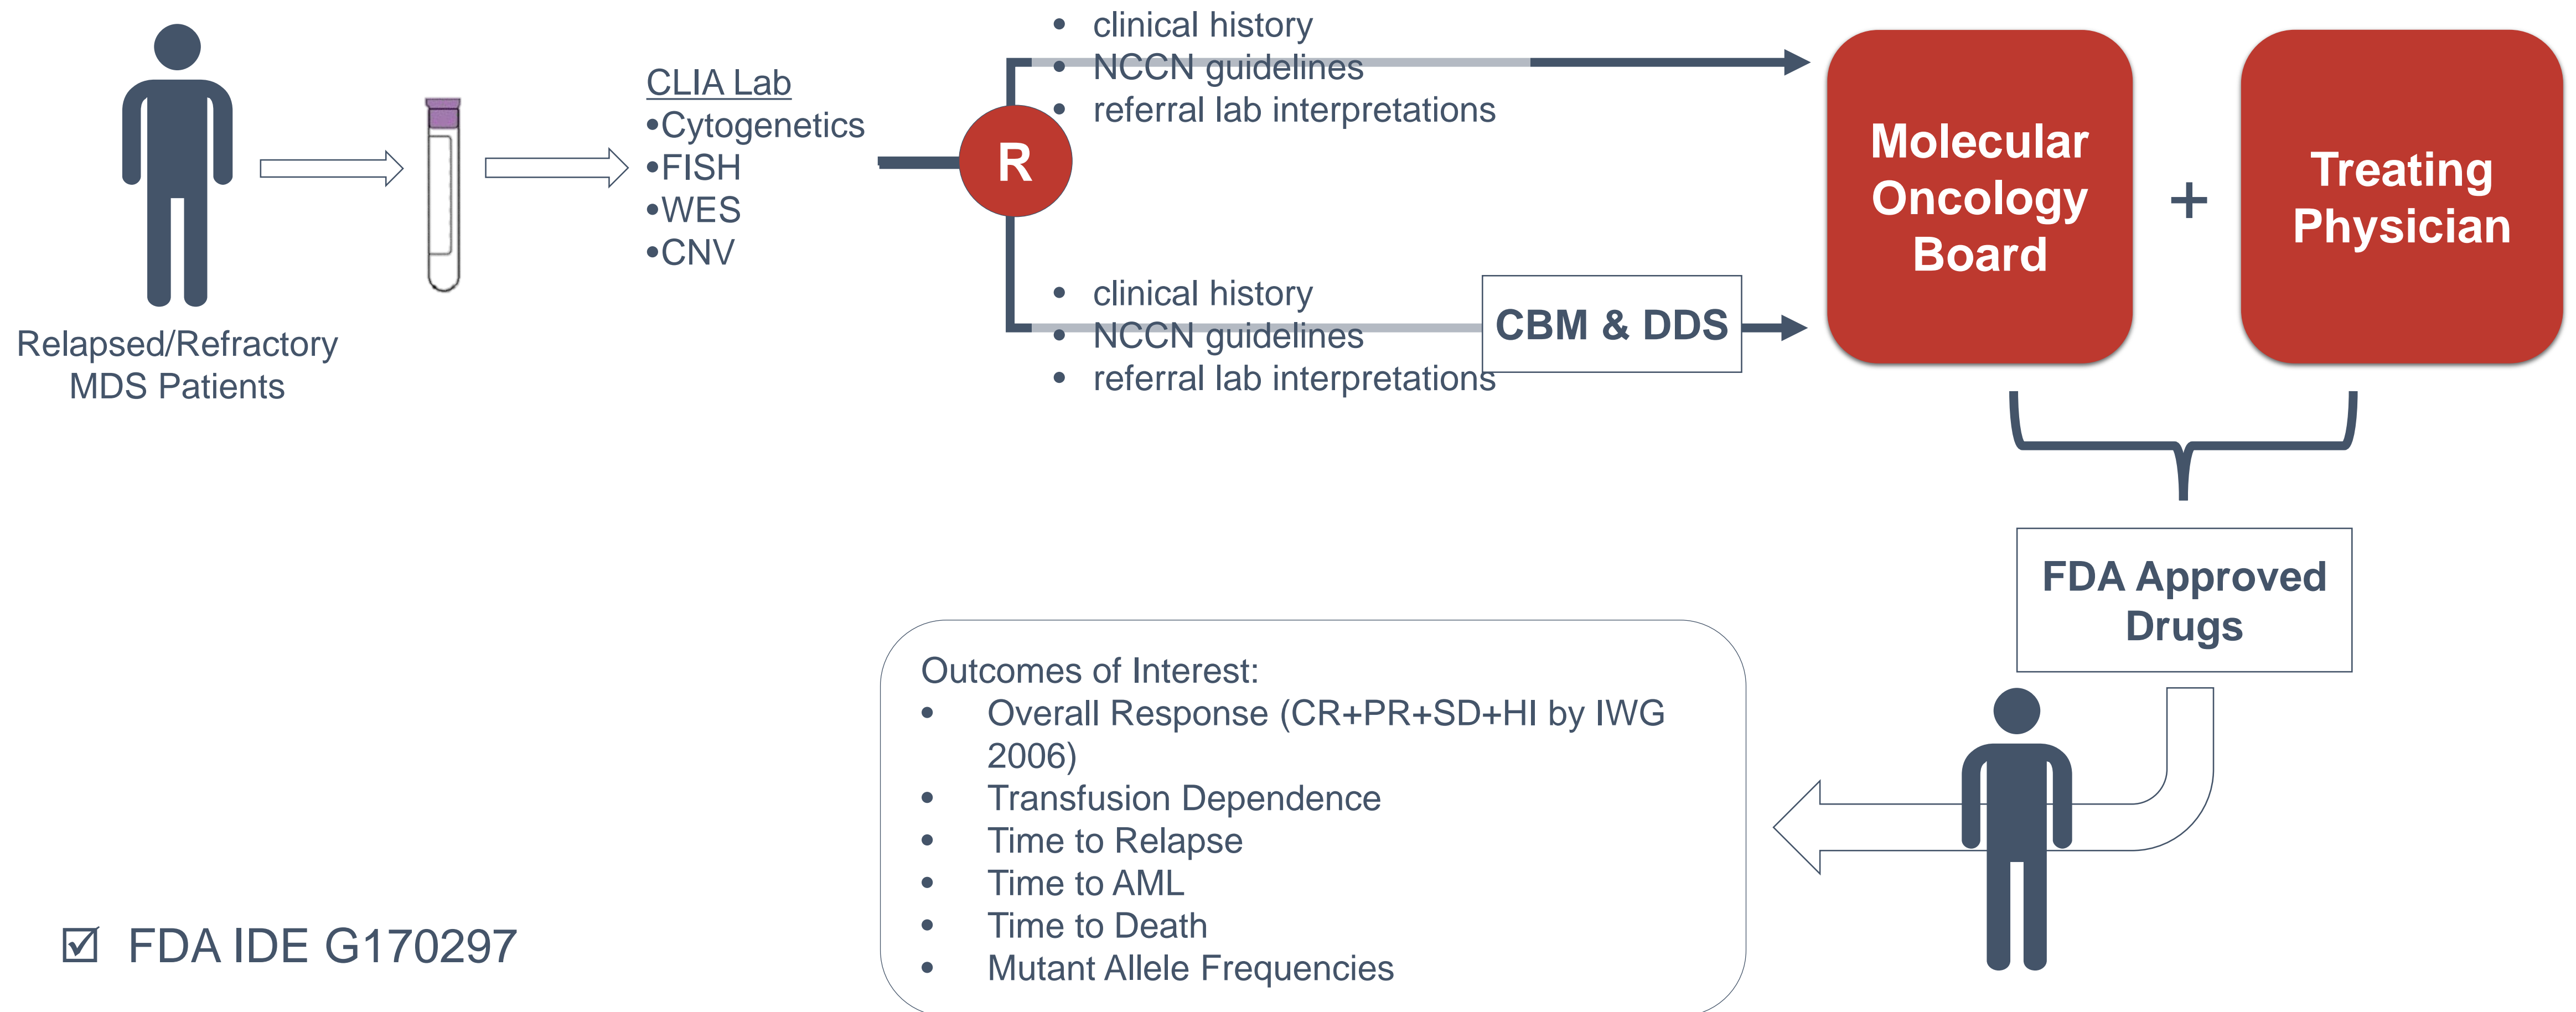 Relapsed/Refractory
MDS Patients
CLIA Lab
•Cytogenetics
•FISH
•WES
•CNV
R
• clinical history
• NCCN guidelines
• referral lab interpretations
• clinical history
• NCCN guidelines
• referral lab interpretations
CBM & DDS
Molecular
Oncology
Board
+
Treating
Physician
FDA Approved
Drugs
Outcomes of Interest:
• Overall Response (CR+PR+SD+HI by IWG
2006)
• Transfusion Dependence
• Time to Relapse
• Time to AML
• Time to Death
• Mutant Allele Frequencies
☑ FDA IDE G170297